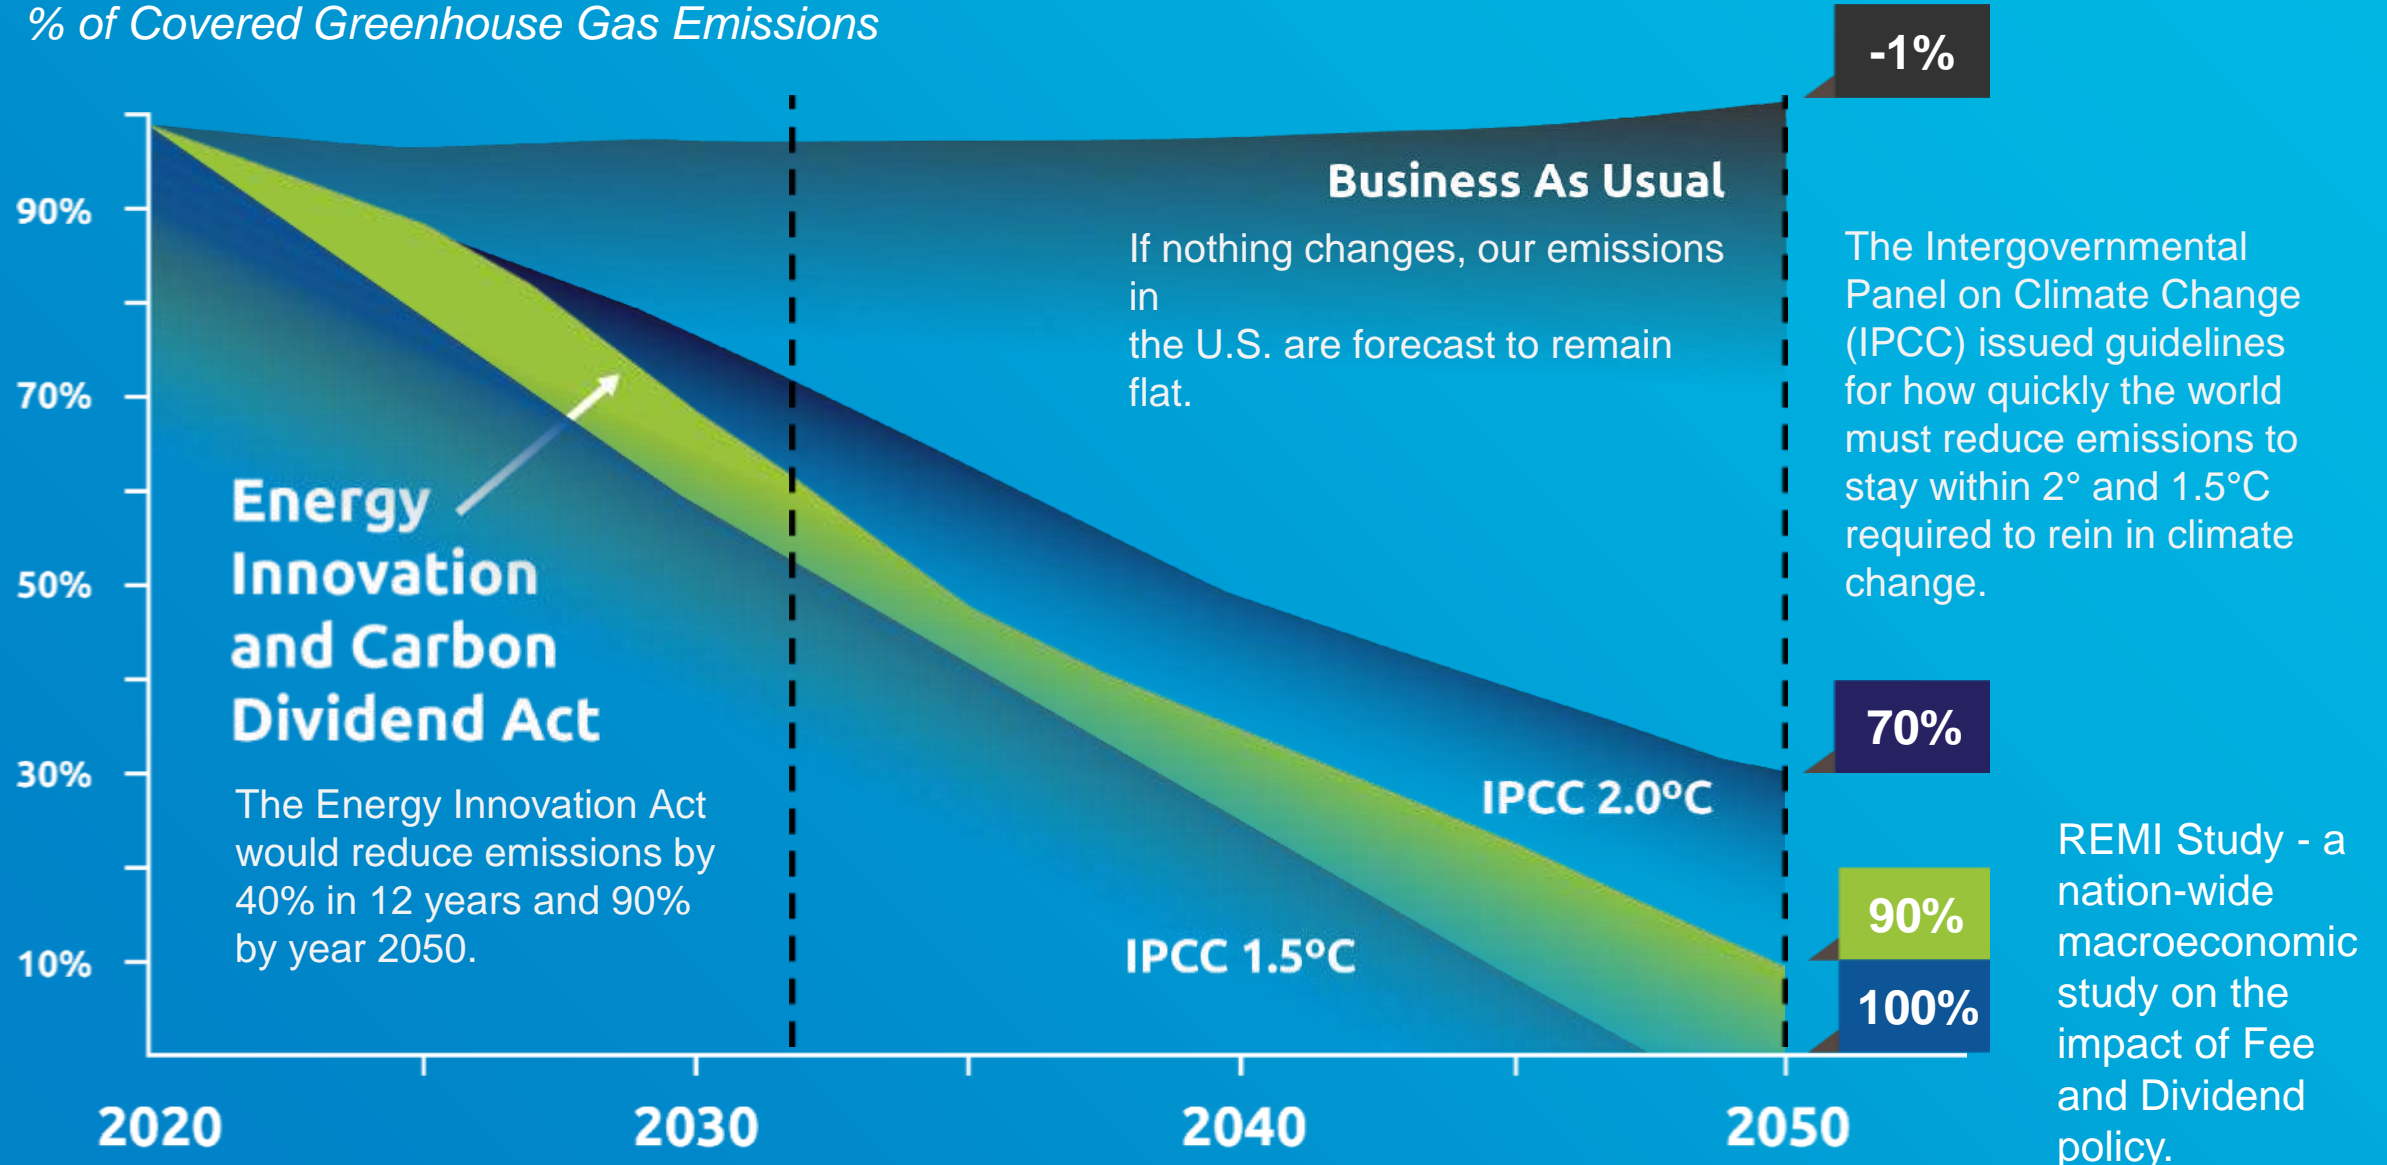 % of Covered Greenhouse Gas Emissions
-1%
90%
70%
50%
30%
10%
Business As Usual
If nothing changes, our emissions
in
the U.S. are forecast to remain
flat.
Energy
Innovation
and Carbon
Dividend Act
The Energy Innovation Act
would reduce emissions by
40% in 12 years and 90%
by year 2050.
IPCC 2.0ºC
IPCC 1.5ºC
The Intergovernmental
Panel on Climate Change
(IPCC) issued guidelines
for how quickly the world
must reduce emissions to
stay within 2° and 1.5°C
required to rein in climate
change.
70%
90%
100%
REMI Study - a
nation-wide
macroeconomic
study on the
impact of Fee
and Dividend
policy.
2020
2030
2040
2050